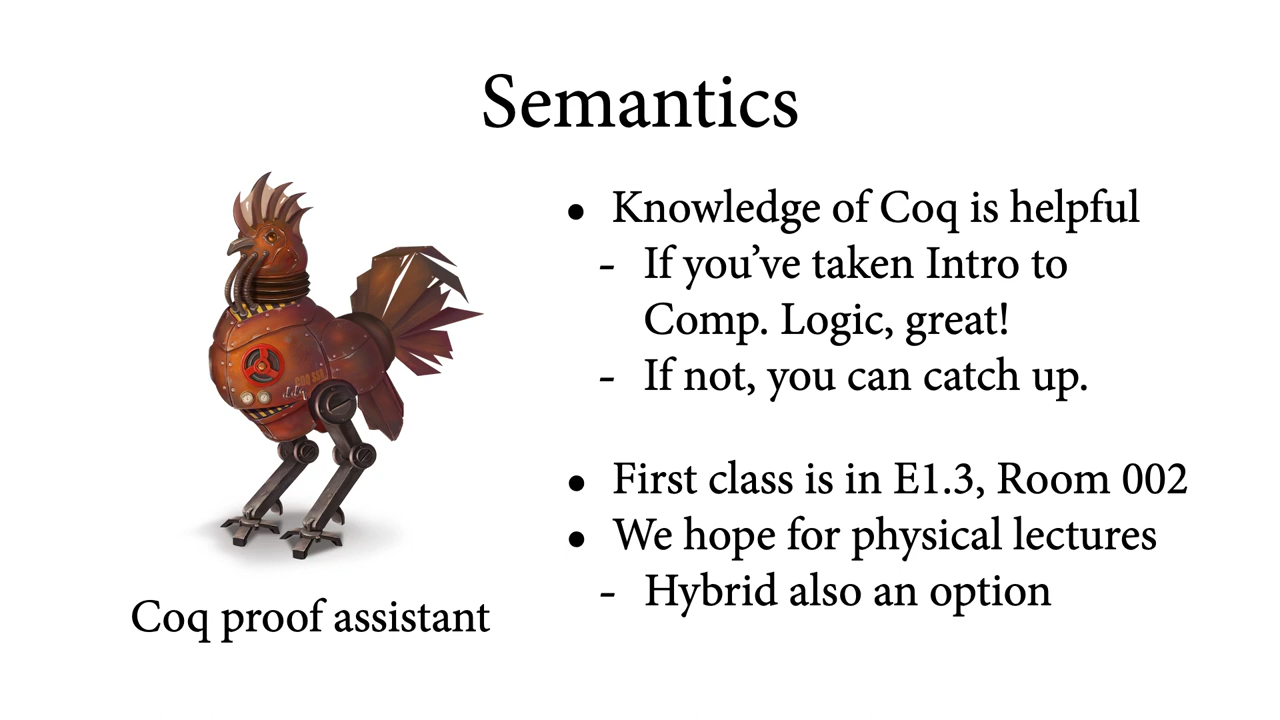 Semantics
• Knowledge of Coq is helpful
- If you’ve taken Intro to
Comp. Logic, great!
- If not, you can catch up.
• First class is in E1.3, Room 002
• We hope for physical lectures
- Hybrid also an option
Coq proof assistant